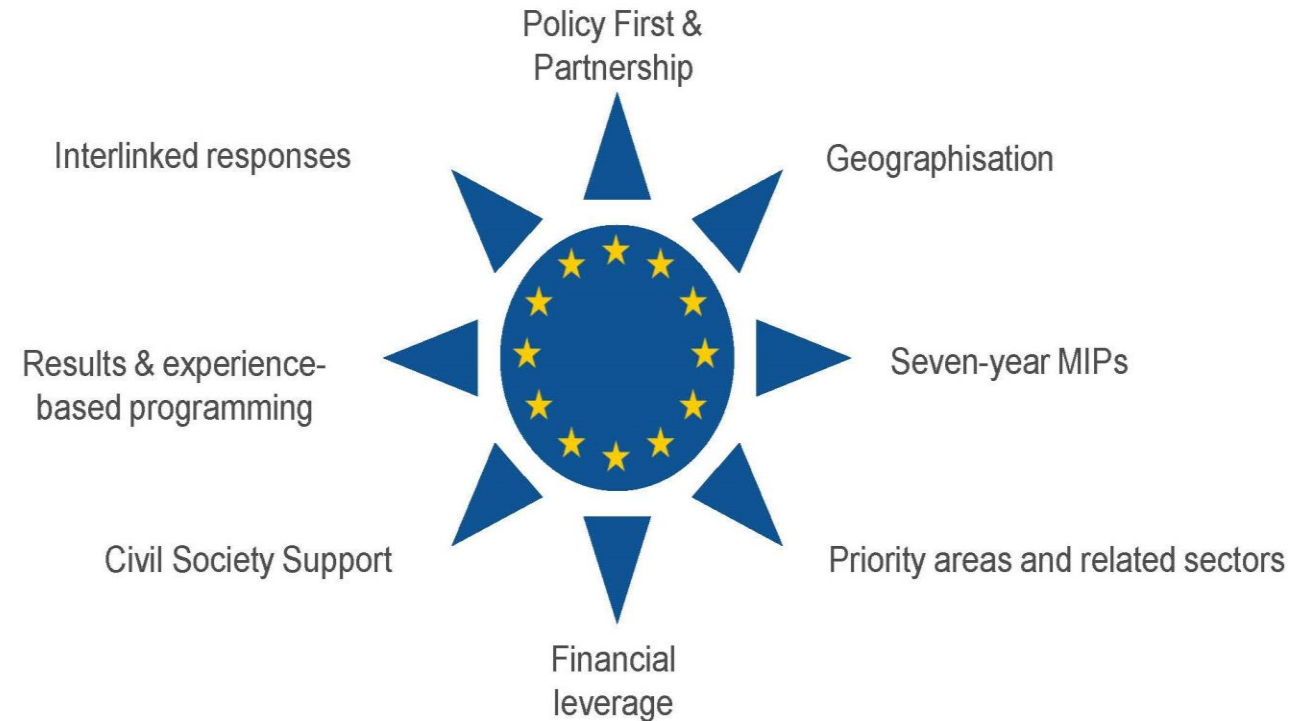 Policy First &
Partnership
Interlinked responses
Geographisation
Results & experience-
based programming
Seven-year MIPs
Civil Society Support
Priority areas and related sectors
Financial
leverage